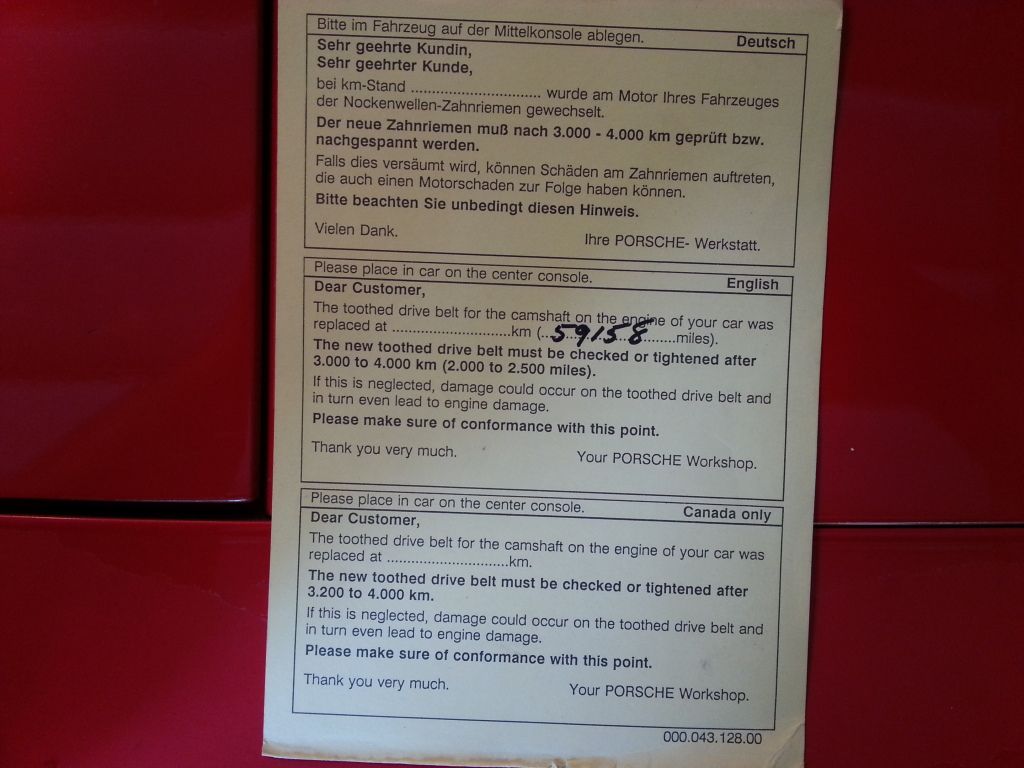 Bitte im Fahrzeug auf der Mittelkonsole ablegen. Deutsch
Sehr geehrte Kundin,
Sehr geehrter Kunde,
bei km-Stand ............................... wurde am Motor Ihres Fahrzeuges
der Nockenwellen-Zahnriemen gewechselt.
Der neue Zahnriemen muß nach 3.000 - 4.000 km geprüft bzw.
nachgespannt werden.
Falls dies versäumt wird, können Schäden am Zahnriemen auftreten,
die auch einen Motorschaden zur Folge haben können.
Bitte beachten Sie unbedingt diesen Hinweis.
Vielen Dank. Ihre PORSCHE- Werkstatt.
Please place in car on the center console. English
Dear Customer,
The toothed drive belt for the camshaft on the engine of your car was
replaced at ............................km (...59158........miles).
The new toothed drive belt must be checked or tightened after
3.000 to 4.000 km (2.000 to 2.500 miles).
If this is neglected, damage could occur on the toothed drive belt and
in turn even lead to engine damage.
Please make sure of conformance with this point.
Thank you very much. Your PORSCHE Workshop.
Please place in car on the center console. Canada only
Dear Customer,
The toothed drive belt for the camshaft on the engine of your car was
replaced at .............................km.
The new toothed drive belt must be checked or tightened after
3.200 to 4.000 km.
If this is neglected, damage could occur on the toothed drive belt and
in turn even lead to engine damage.
Please make sure of conformance with this point.
Thank you very much. Your PORSCHE Workshop.
000.043.128.00